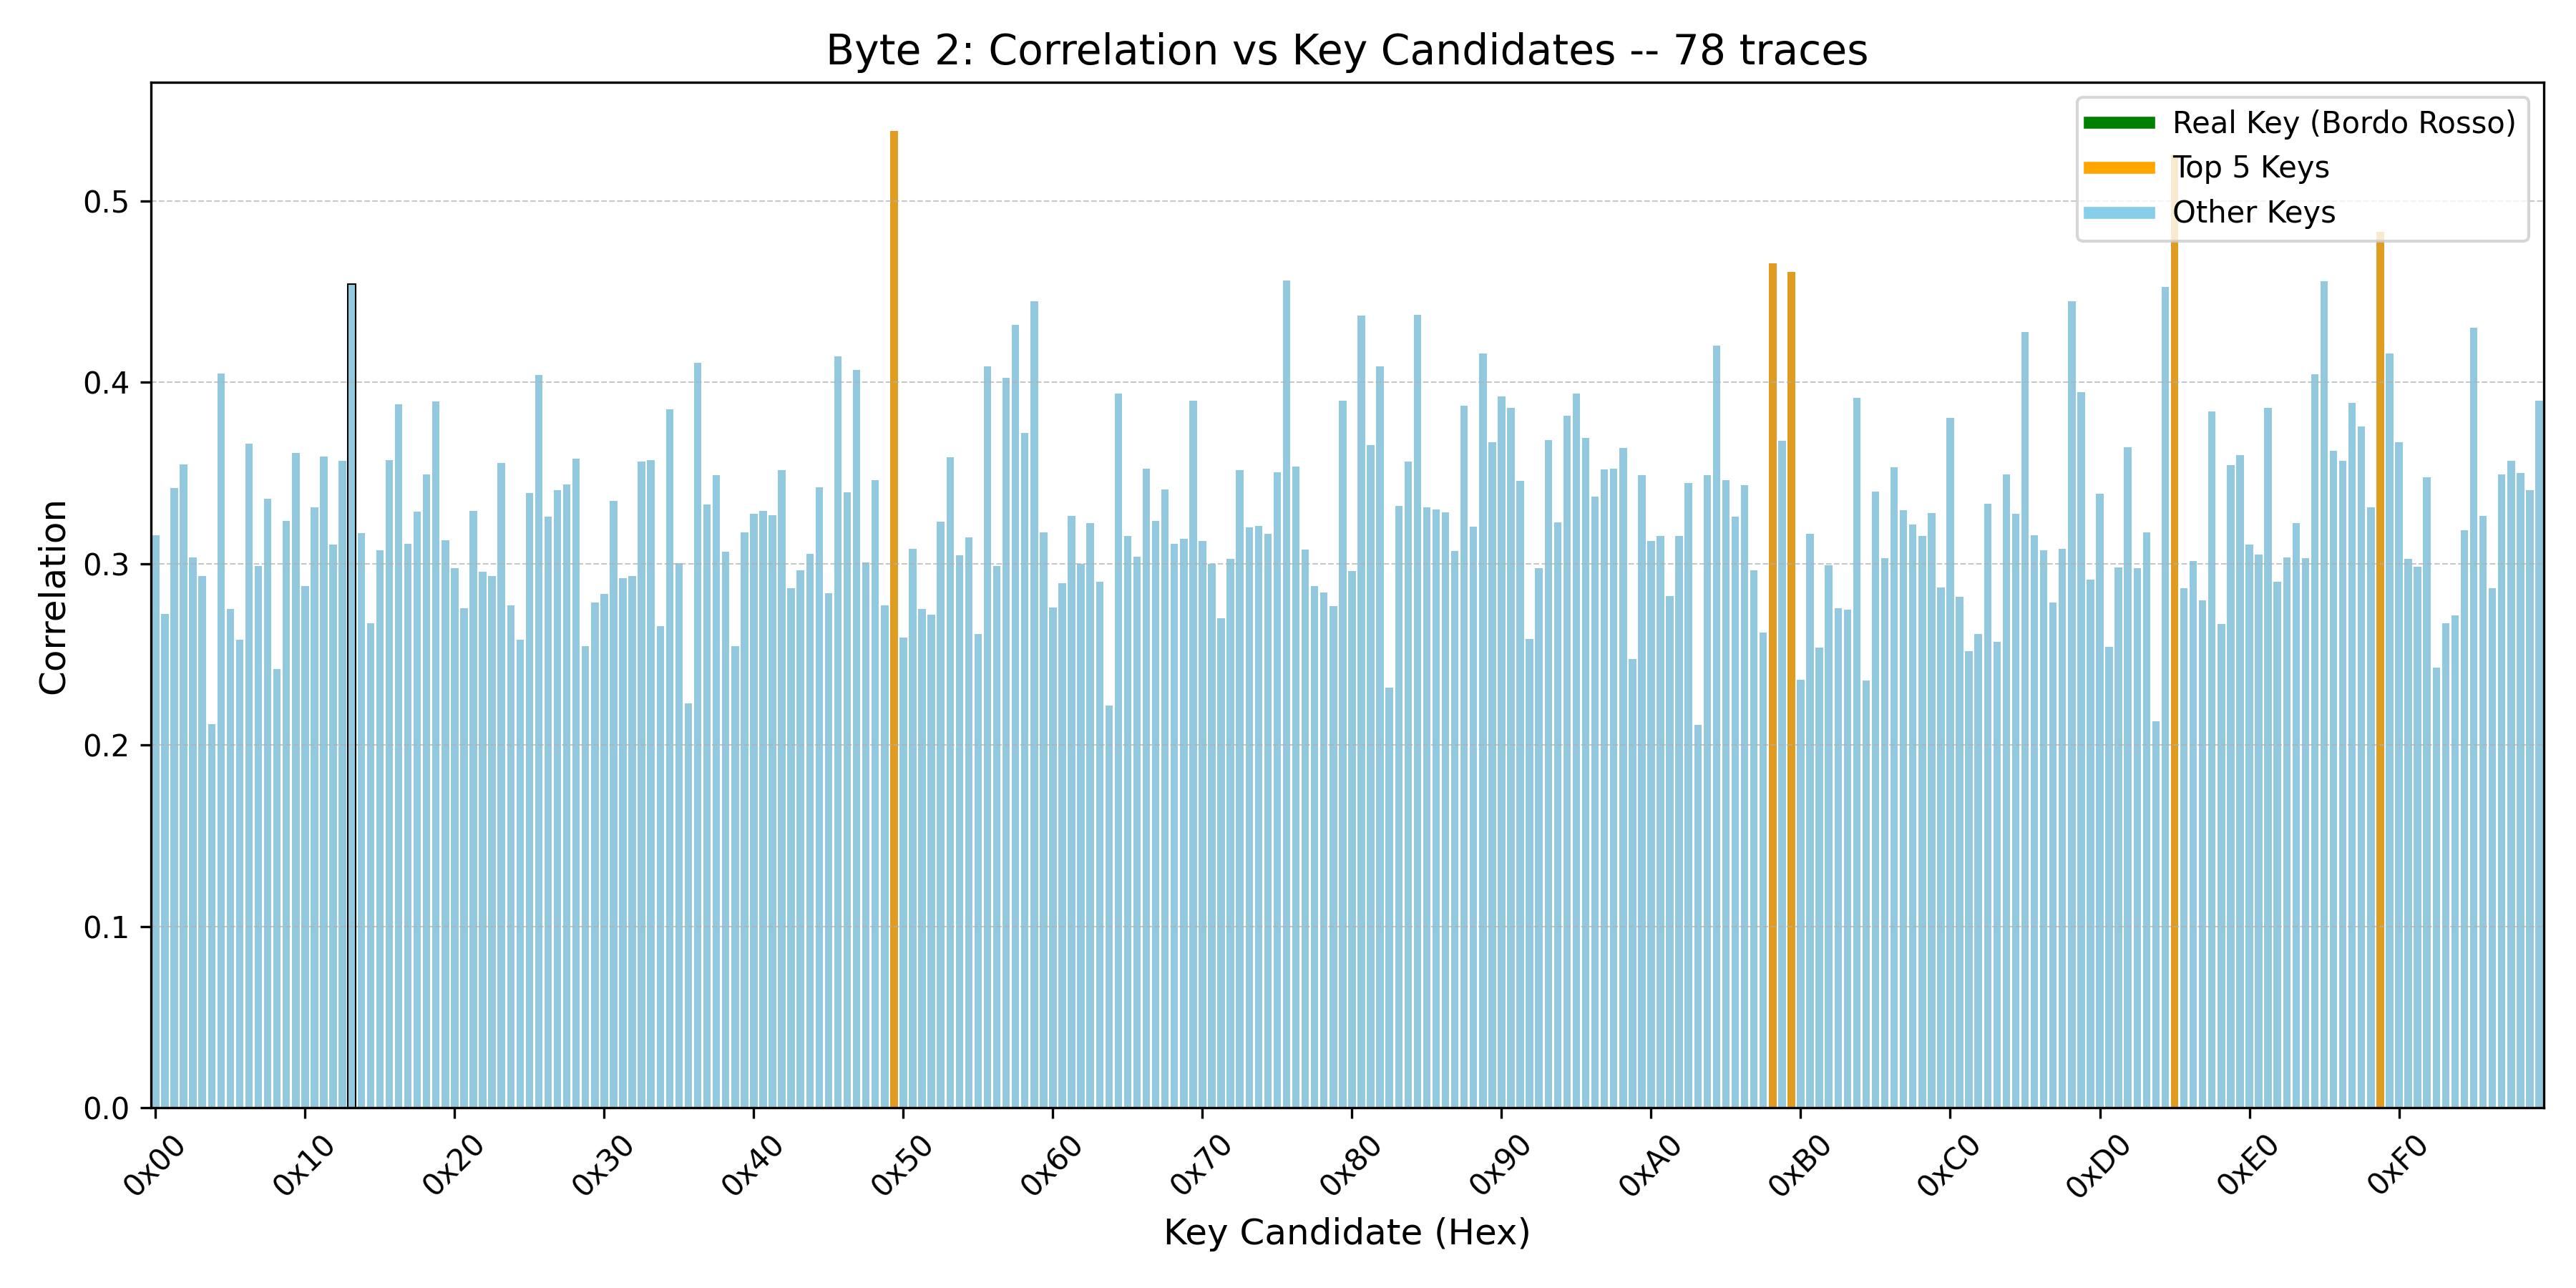 Byte 2: Correlation vs Key Candidates -- 78 traces
Real Key (Bordo Rosso)
Top 5 Keys
Other Keys
Correlation
0.5
0.4
0.3
0.2
0.1
0.0
0x00 0x10 0x20 0x30 0x40 0x50 0x60 0x70 0x80 0x90 0xA0 0xB0 0xC0 0xD0 0xE0 0xF0
Key Candidate (Hex)